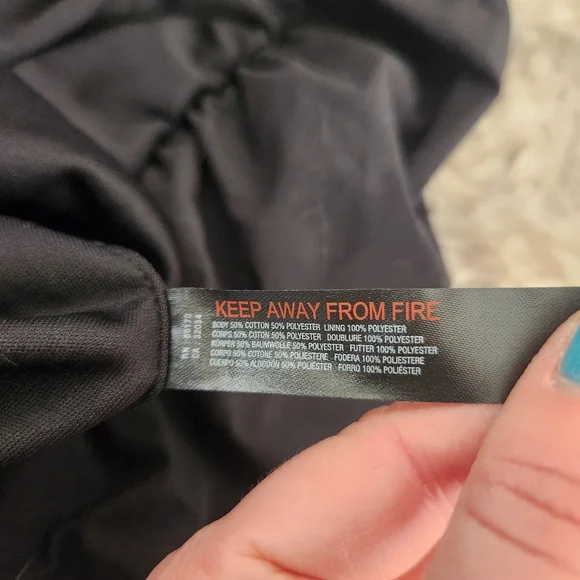 KEEP AWAY FROM FIRE
BODY 50% COTTON 50% POLYESTER LINING 100% POLYESTER
CORPS 50% COTON 50% POLYESTER DOUBLURE 100% POLYESTER
KÖRPER 50% BAUMWOLLE 50% POLYESTER FUTTER 100% POLYESTER
CORPO 50% COTONE 50% POLIESTERE FODERA 100% POLIESTERE
CUERPO 50% ALGODÓN 50% POLIÉSTER FORRO 100% POLIÉSTER
RN
CA